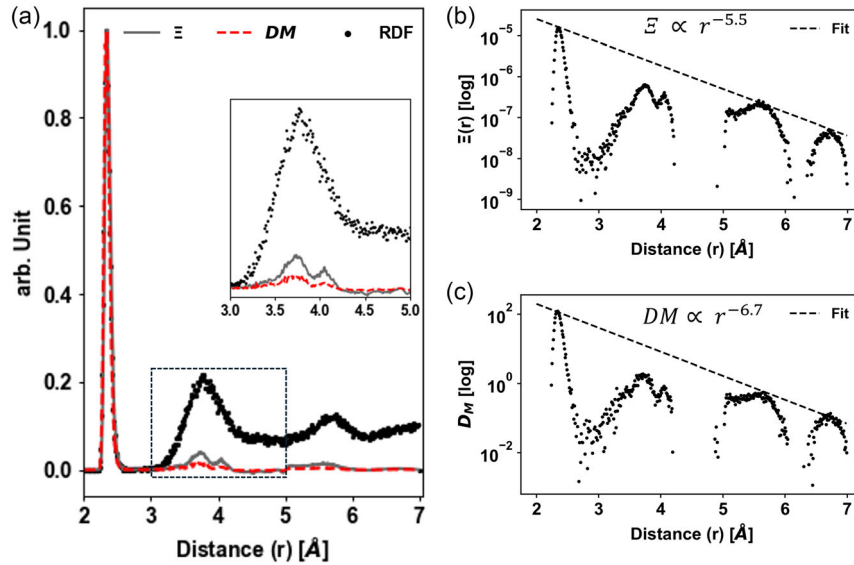 (a)
Ξ DM RDF
arb. Unit
1.0
0.8
0.6
0.4
0.2
0.0
3.0 3.5 4.0 4.5 5.0
2 3 4 5 6 7
Distance (r) [Å]
(b)
Ξ ∝ r^{-5.5}
Fit
Ξ(r) [log]
10^{-5}
10^{-6}
10^{-7}
10^{-8}
10^{-9}
2 3 4 5 6 7
Distance (r) [Å]
(c)
DM ∝ r^{-6.7}
Fit
D_M [log]
10^{2}
10^{0}
10^{-2}
2 3 4 5 6 7
Distance (r) [Å]